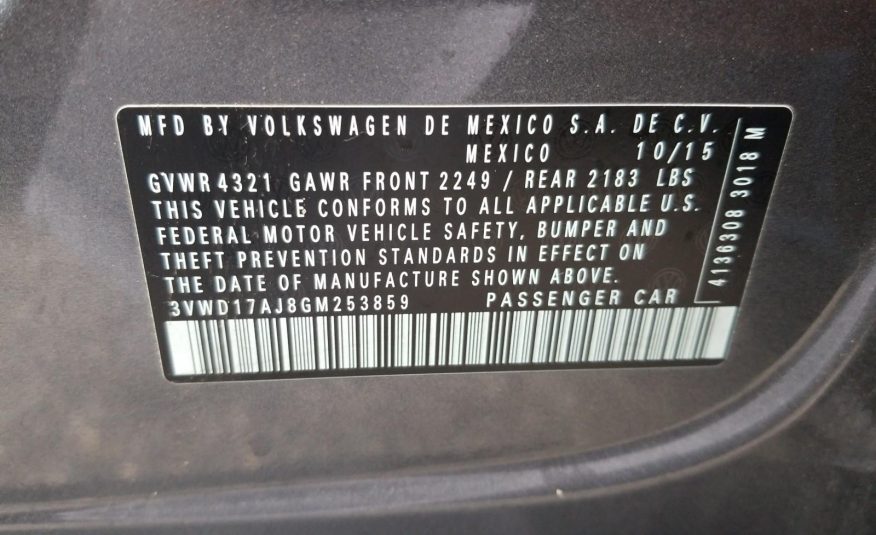 MFD BY VOLKSWAGEN DE MEXICO S.A. DE C.V.
MEXICO 10/15
GVWR 4321 GAWR FRONT 2249 / REAR 2183 LBS
THIS VEHICLE CONFORMS TO ALL APPLICABLE U.S.
FEDERAL MOTOR VEHICLE SAFETY, BUMPER AND
THEFT PREVENTION STANDARDS IN EFFECT ON
THE DATE OF MANUFACTURE SHOWN ABOVE.
3VWD17AJ8GM253859 PASSENGER CAR
4136308 3018 M